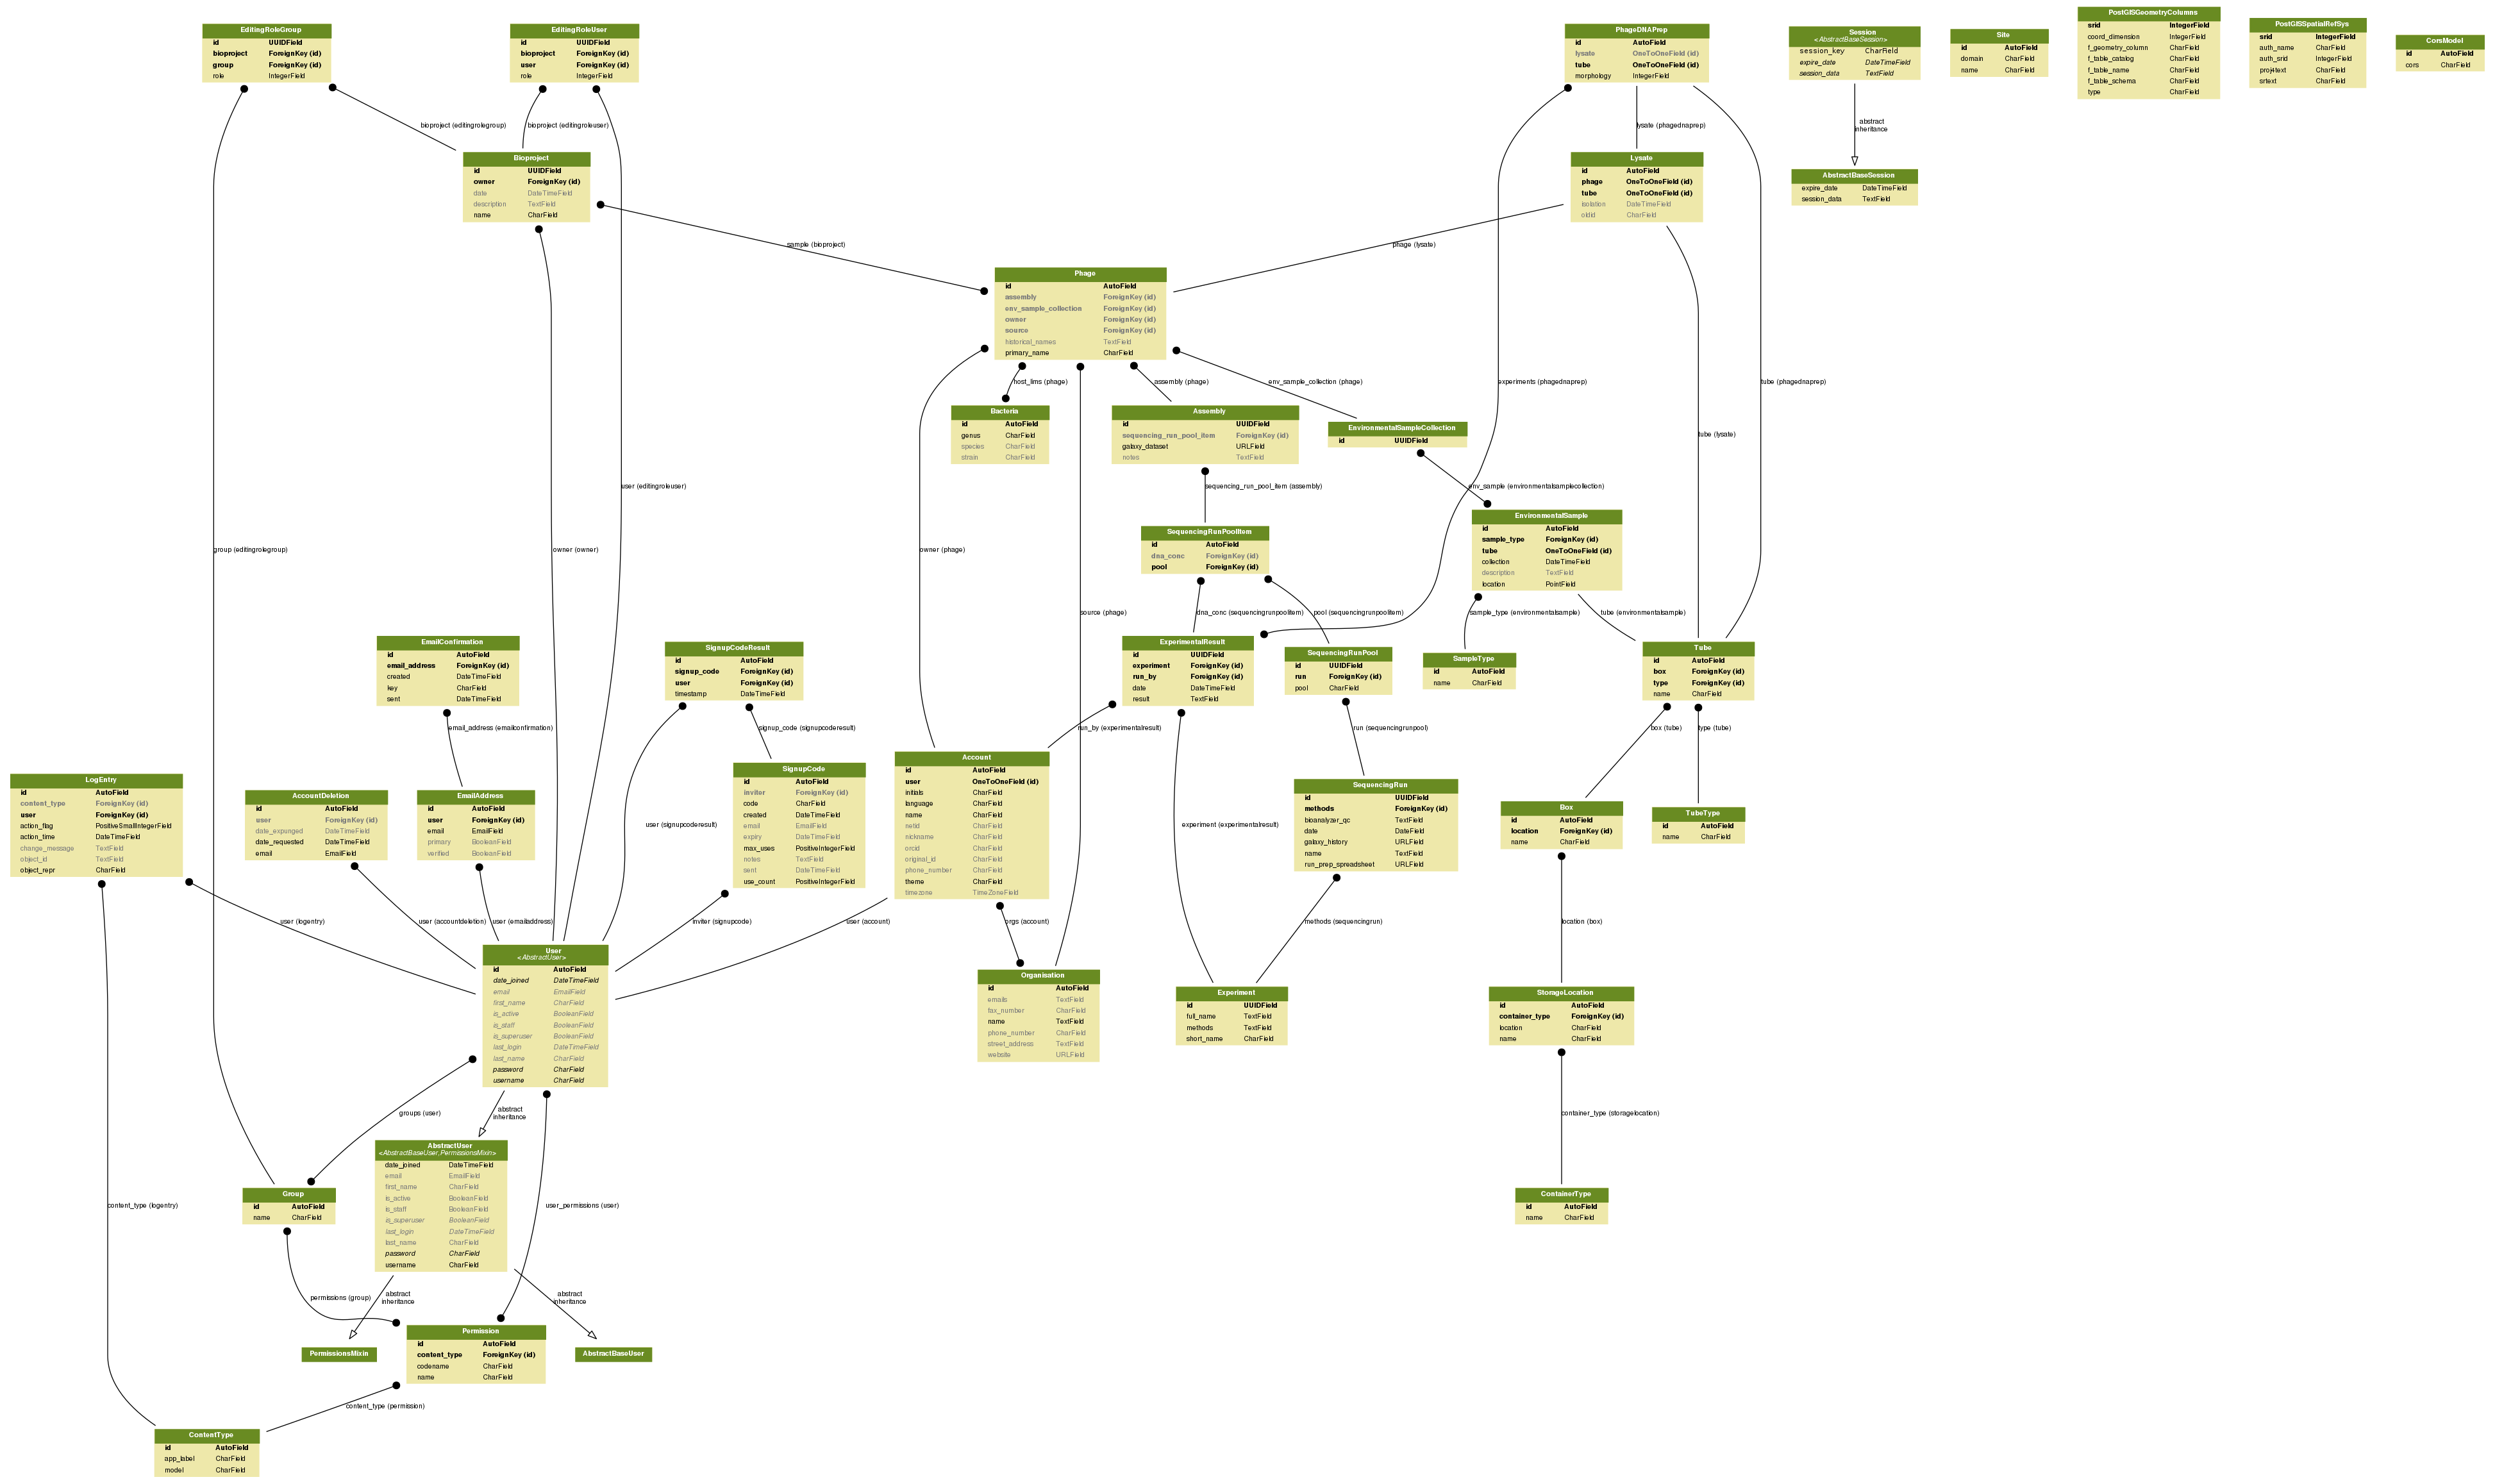 EditingRoleGroup
id UUIDField
bioproject ForeignKey (id)
group ForeignKey (id)
role IntegerField
EditingRoleUser
id UUIDField
bioproject ForeignKey (id)
user ForeignKey (id)
role IntegerField
PhageDNAPrep
id AutoField
lysate OneToOneField (id)
tube OneToOneField (id)
morphology IntegerField
Session
<AbstractBaseSession>
session_key CharField
expire_date DateTimeField
session_data TextField
Site
id AutoField
domain CharField
name CharField
PostGISGeometryColumns
srid IntegerField
coord_dimension IntegerField
f_geometry_column CharField
f_table_catalog CharField
f_table_name CharField
f_table_schema CharField
type CharField
PostGISSpatialRefSys
srid IntegerField
auth_name CharField
auth_srid IntegerField
proj4text CharField
srtext CharField
CorsModel
id AutoField
cors CharField
bioproject (editingrolegroup)
bioproject (editingroleuser)
lysate (phagednaprep)
abstract
inheritance
Bioproject
id UUIDField
owner ForeignKey (id)
date DateTimeField
description TextField
name CharField
Lysate
id AutoField
phage OneToOneField (id)
tube OneToOneField (id)
isolation DateTimeField
oldid CharField
AbstractBaseSession
expire_date DateTimeField
session_data TextField
sample (bioproject)
phage (lysate)
Phage
id AutoField
assembly ForeignKey (id)
env_sample_collection ForeignKey (id)
owner ForeignKey (id)
source ForeignKey (id)
historical_names TextField
primary_name CharField
host_lims (phage)
assembly (phage)
env_sample_collection (phage)
experiments (phagednaprep)
tube (phagednaprep)
Bacteria
id AutoField
genus CharField
species CharField
strain CharField
Assembly
id UUIDField
sequencing_run_pool_item ForeignKey (id)
galaxy_dataset URLField
notes TextField
EnvironmentalSampleCollection
id UUIDField
tube (lysate)
user (editingroleuser)
sequencing_run_pool_item (assembly)
env_sample (environmentalsamplecollection)
SequencingRunPoolItem
id AutoField
dna_conc ForeignKey (id)
pool ForeignKey (id)
EnvironmentalSample
id AutoField
sample_type ForeignKey (id)
tube OneToOneField (id)
collection DateTimeField
description TextField
location PointField
group (editingrolegroup)
owner (owner)
owner (phage)
source (phage)
dna_conc (sequencingrunpoolitem)
pool (sequencingrunpoolitem)
sample_type (environmentalsample)
tube (environmentalsample)
EmailConfirmation
id AutoField
email_address ForeignKey (id)
created DateTimeField
key CharField
sent DateTimeField
SignupCodeResult
id AutoField
signup_code ForeignKey (id)
user ForeignKey (id)
timestamp DateTimeField
ExperimentalResult
id UUIDField
experiment ForeignKey (id)
run_by ForeignKey (id)
date DateTimeField
result TextField
SequencingRunPool
id UUIDField
run ForeignKey (id)
pool CharField
SampleType
id AutoField
name CharField
Tube
id AutoField
box ForeignKey (id)
type ForeignKey (id)
name CharField
email_address (emailconfirmation)
signup_code (signupcoderesult)
run_by (experimentalresult)
run (sequencingrunpool)
box (tube)
type (tube)
LogEntry
id AutoField
content_type ForeignKey (id)
user ForeignKey (id)
action_flag PositiveSmallIntegerField
action_time DateTimeField
change_message TextField
object_id TextField
object_repr CharField
AccountDeletion
id AutoField
user ForeignKey (id)
date_expunged DateTimeField
date_requested DateTimeField
email EmailField
EmailAddress
id AutoField
user ForeignKey (id)
email EmailField
primary BooleanField
verified BooleanField
user (signupcoderesult)
SignupCode
id AutoField
inviter ForeignKey (id)
code CharField
created DateTimeField
email EmailField
expiry DateTimeField
max_uses PositiveIntegerField
notes TextField
sent DateTimeField
use_count PositiveIntegerField
Account
id AutoField
user OneToOneField (id)
initials CharField
language CharField
name CharField
netid CharField
nickname CharField
orcid CharField
original_id CharField
phone_number CharField
theme CharField
timezone TimeZoneField
experiment (experimentalresult)
SequencingRun
id UUIDField
methods ForeignKey (id)
bioanalyzer_qc TextField
date DateField
galaxy_history URLField
name TextField
run_prep_spreadsheet URLField
Box
id AutoField
location ForeignKey (id)
name CharField
TubeType
id AutoField
name CharField
user (logentry)
user (accountdeletion)
user (emailaddress)
inviter (signupcode)
user (account)
orgs (account)
methods (sequencingrun)
location (box)
User
<AbstractUser>
id AutoField
date_joined DateTimeField
email EmailField
first_name CharField
is_active BooleanField
is_staff BooleanField
is_superuser BooleanField
last_login DateTimeField
last_name CharField
password CharField
username CharField
Organisation
id AutoField
emails TextField
fax_number CharField
name TextField
phone_number CharField
street_address TextField
website URLField
Experiment
id UUIDField
full_name TextField
methods TextField
short_name CharField
StorageLocation
id AutoField
container_type ForeignKey (id)
location CharField
name CharField
groups (user)
abstract
inheritance
container_type (storagelocation)
AbstractUser
<AbstractBaseUser,PermissionsMixin>
date_joined DateTimeField
email EmailField
first_name CharField
is_active BooleanField
is_staff BooleanField
is_superuser BooleanField
last_login DateTimeField
last_name CharField
password CharField
username CharField
Group
id AutoField
name CharField
content_type (logentry)
user_permissions (user)
ContainerType
id AutoField
name CharField
permissions (group)
abstract
inheritance
abstract
inheritance
PermissionsMixin
Permission
id AutoField
content_type ForeignKey (id)
codename CharField
name CharField
AbstractBaseUser
content_type (permission)
ContentType
id AutoField
app_label CharField
model CharField